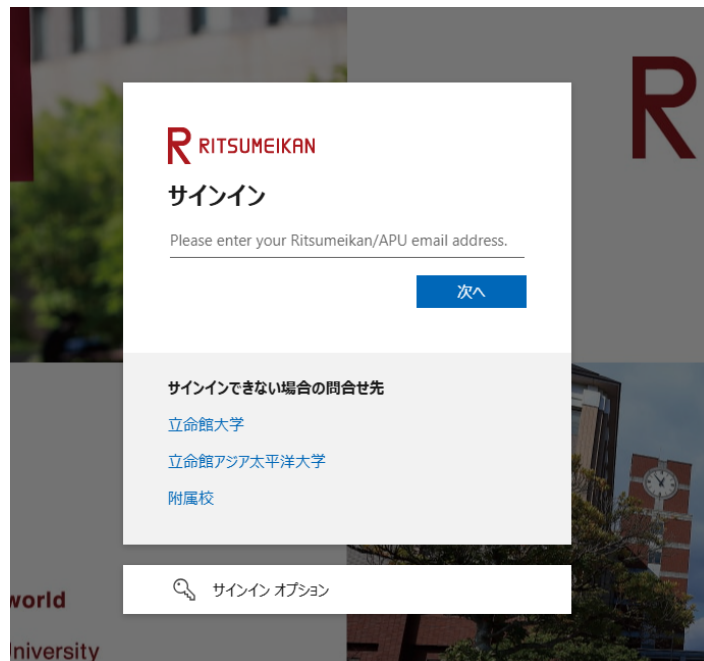 R RITSUMEIKAN
サインイン
Please enter your Ritsumeikan/APU email address.
次へ
サインインできない場合の問合せ先
立命館大学
立命館アジア太平洋大学
附属校
サインイン オプション
world
niversity
R